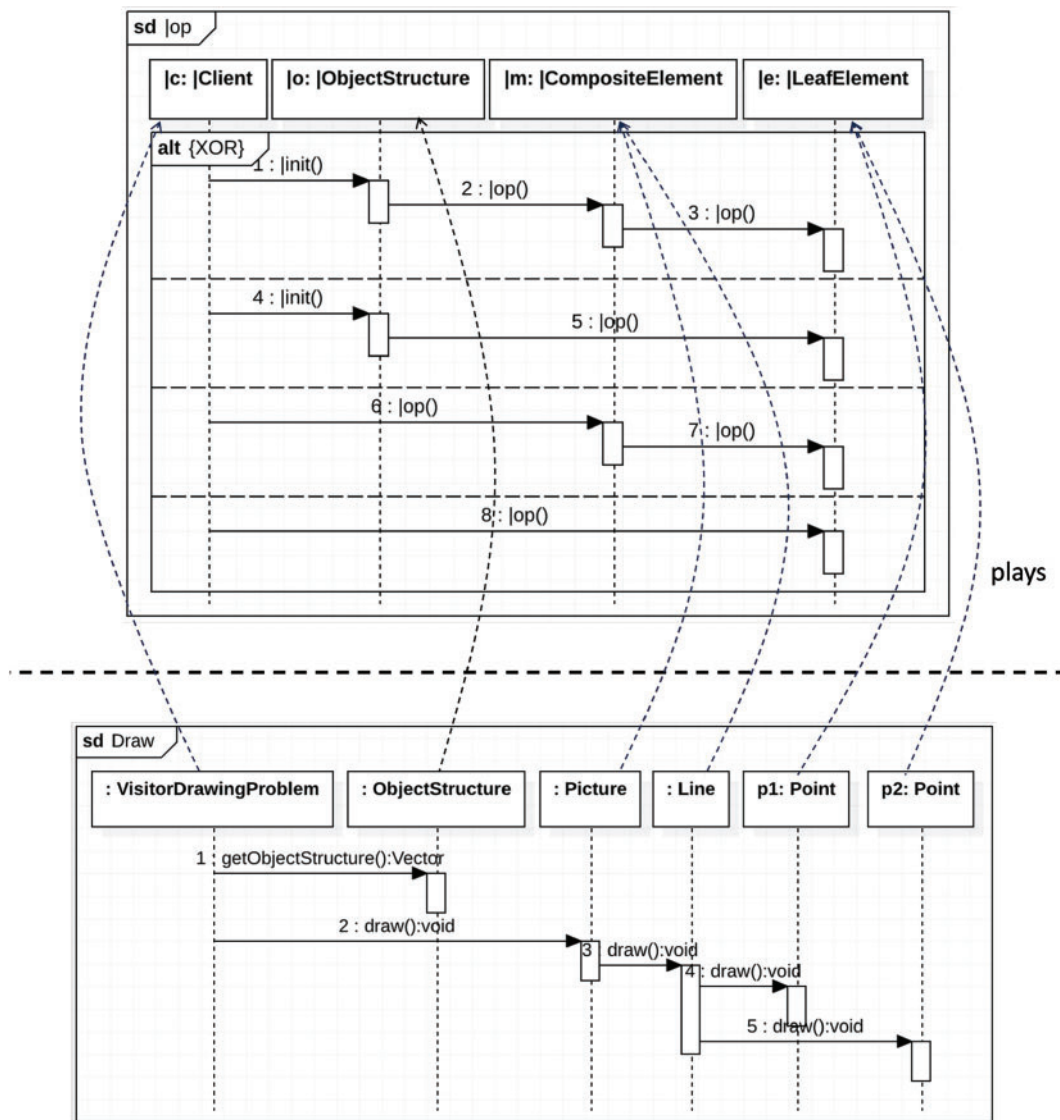 sd |op
|c: |Client
|o: |ObjectStructure
|m: |CompositeElement
|e: |LeafElement
alt {XOR}
1 : |init()
2 : |op()
3 : |op()
4 : |init()
5 : |op()
6 : |op()
7 : |op()
8 : |op()
plays
sd Draw
: VisitorDrawingProblem
: ObjectStructure
: Picture
: Line
p1: Point
p2: Point
1 : getObjectStructure():Vector
2 : draw():void
3 : draw():void
4 : draw():void
5 : draw():void